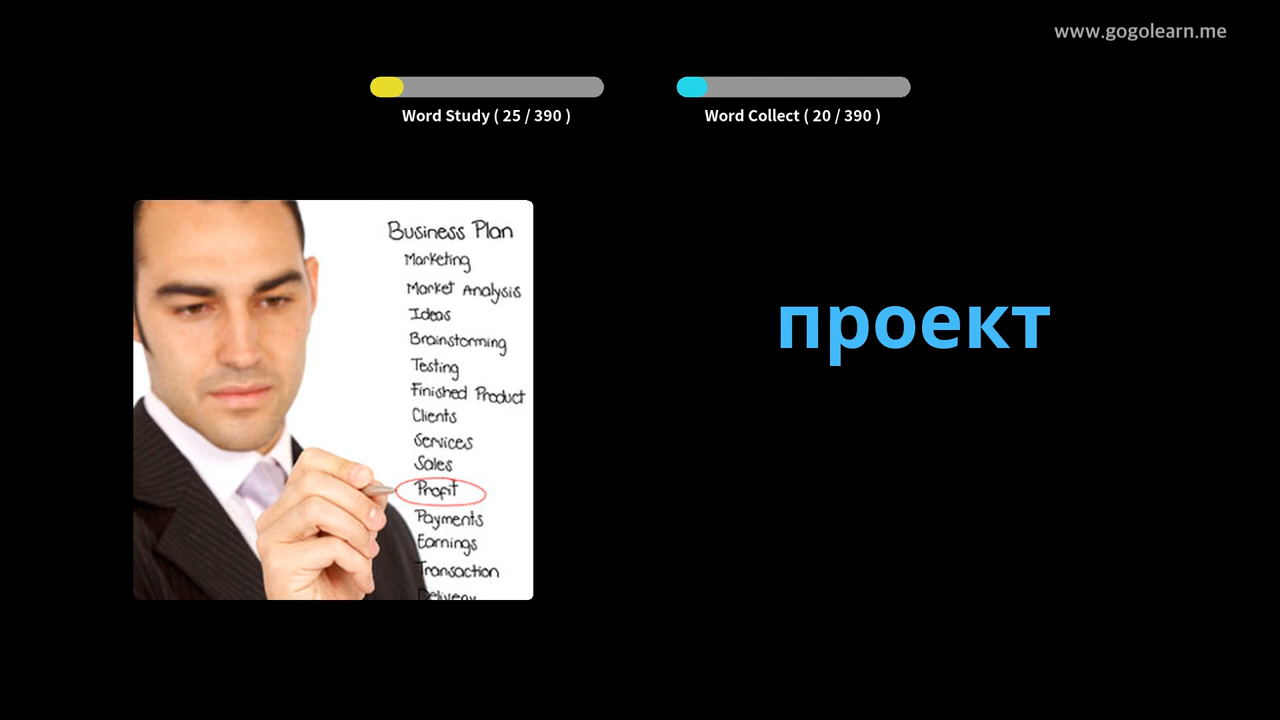 www.gogolearn.me
Word Study ( 25 / 390 )
Word Collect ( 20 / 390 )
Business Plan
Marketing
Market Analysis
Ideas
Brainstorming
Testing
Finished Product
Clients
Services
Sales
Profit
Payments
Earnings
Transaction
Delivery
проект